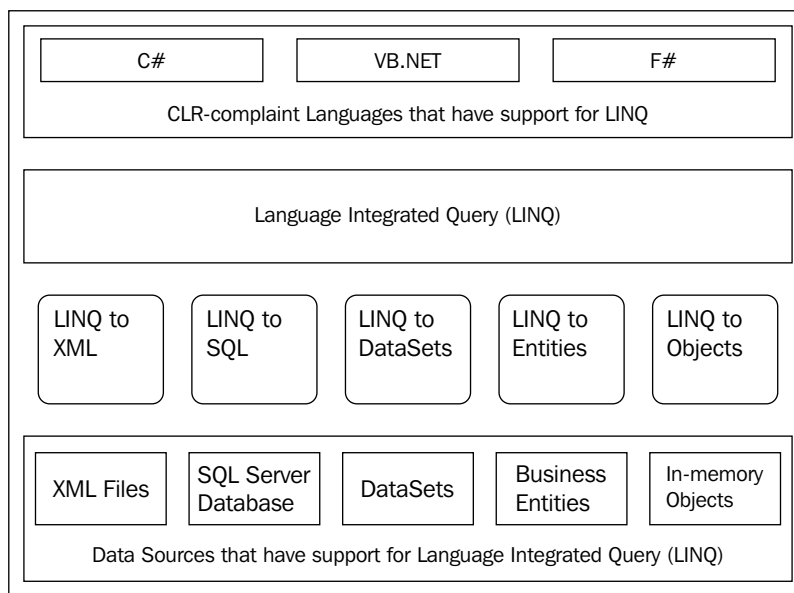 C#
VB.NET
F#
CLR-complaint Languages that have support for LINQ
Language Integrated Query (LINQ)
LINQ to
XML
LINQ to
SQL
LINQ to
DataSets
LINQ to
Entities
LINQ to
Objects
XML Files
SQL Server
Database
DataSets
Business
Entities
In-memory
Objects
Data Sources that have support for Language Integrated Query (LINQ)